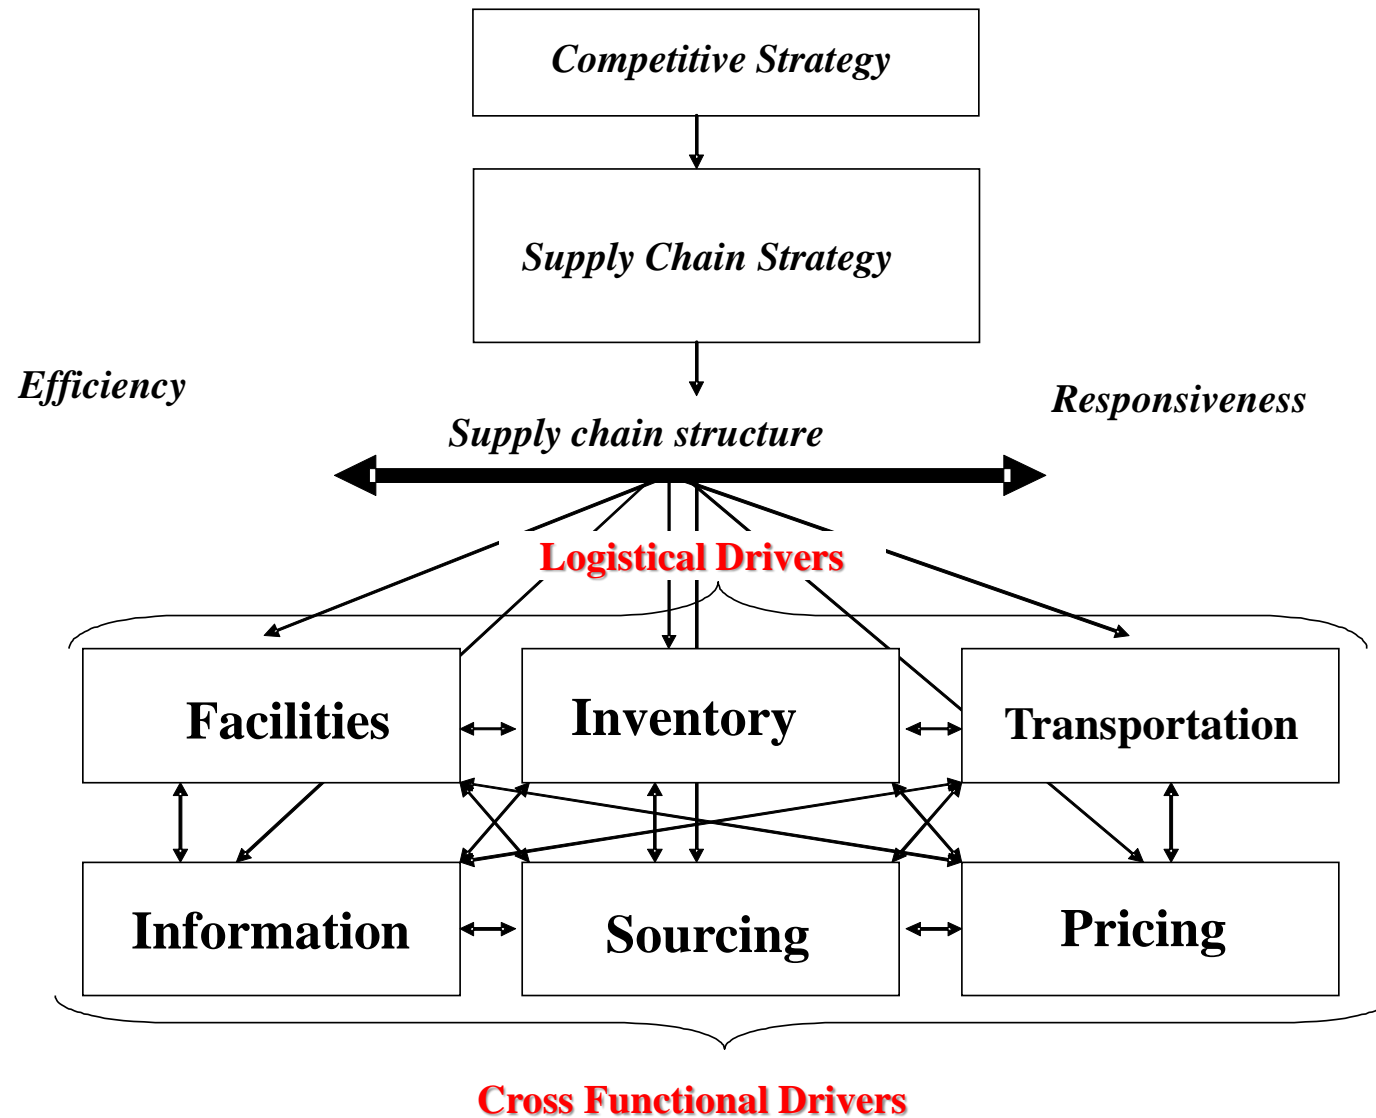 Competitive Strategy
Supply Chain Strategy
Efficiency
Responsiveness
Supply chain structure
Logistical Drivers
Facilities
Inventory
Transportation
Information
Sourcing
Pricing
Cross Functional Drivers